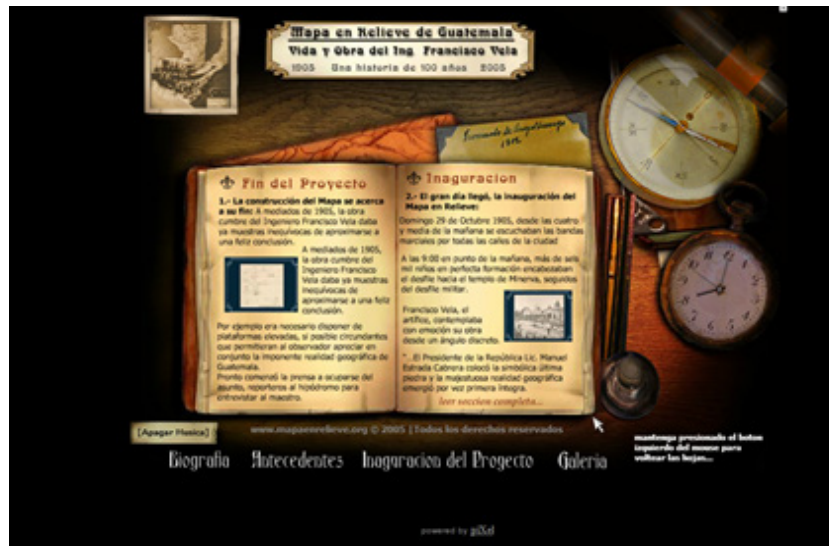 Mapa en Relieve de Guatemala
Vida y Obra del Ing. Francisco Vela
1905 Una historia de 100 años 2005
Fin del Proyecto
1.- La construcción del Mapa se acerca
a su fin: A mediados de 1905, la obra
cumbre del Ingeniero Francisco Vela daba
ya muestras inequívocas de aproximarse a
una feliz conclusión.
A mediados de 1905,
la obra cumbre del
Ingeniero Francisco
Vela daba ya muestras
inequívocas de
aproximarse a una feliz
conclusión.
Por ejemplo era necesario disponer de
plataformas elevadas, si posible circundantes
que permitieran al observador apreciar en
conjunto la imponente realidad geográfica de
Guatemala.
Pronto comenzó la prensa a ocuparse del
asunto, reporteros al hipódromo para
entrevistar al maestro.
Inaguracion
2.- El gran día llegó, la inauguración del
Mapa en Relieve:
Domingo 29 de Octubre 1905, desde las cuatro
y media de la mañana se escuchaban las bandas
marciales por todas las calles de la ciudad
A las 9:00 en punto de la mañana, más de seis
mil niños en perfecta formación encabezaban
el desfile hacia el templo de Minerva, seguidos
del desfile militar.
Francisco Vela, el
artífice, contemplaba
con emoción su obra
desde un ángulo discreto.
"...El Presidente de la República Lic. Manuel
Estrada Cabrera colocó la simbólica última
piedra y la majestuosa realidad geográfica
emergió por vez primera íntegra.
leer seccion completa...
[Apagar Musica]
www.mapaenrelieve.org © 2005 | Todos los derechos reservados
mantenga presionado el boton
izquierdo del mouse para
voltear las hojas...
Biografia Antecedentes Inaguracion del Proyecto Galeria
powered by piXel